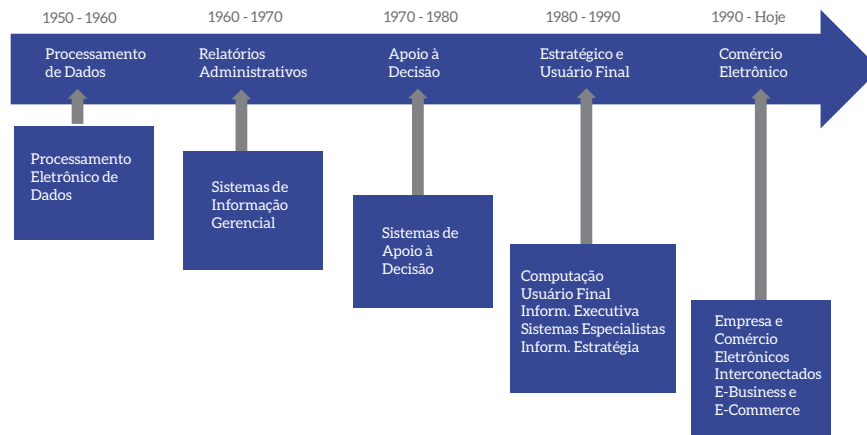 1950 - 1960
1960 - 1970
1970 - 1980
1980 - 1990
1990 - Hoje
Processamento
de Dados
Relatórios
Administrativos
Apoio à
Decisão
Estratégico e
Usuário Final
Comércio
Eletrônico
Processamento
Eletrônico de
Dados
Sistemas de
Informação
Gerencial
Sistemas de
Apoio à
Decisão
Computação
Usuário Final
Inform. Executiva
Sistemas Especialistas
Inform. Estratégia
Empresa e
Comércio
Eletrônicos
Interconectados
E-Business e
E-Commerce